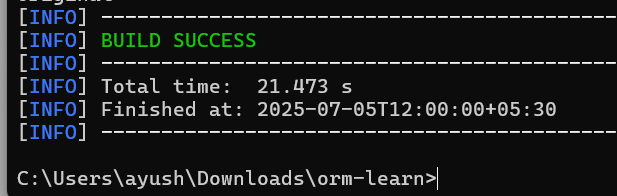 [INFO] ------------------------------------------------
[INFO] BUILD SUCCESS
[INFO] ------------------------------------------------
[INFO] Total time:  21.473 s
[INFO] Finished at: 2025-07-05T12:00:00+05:30
[INFO] ------------------------------------------------
C:\Users\ayush\Downloads\orm-learn>